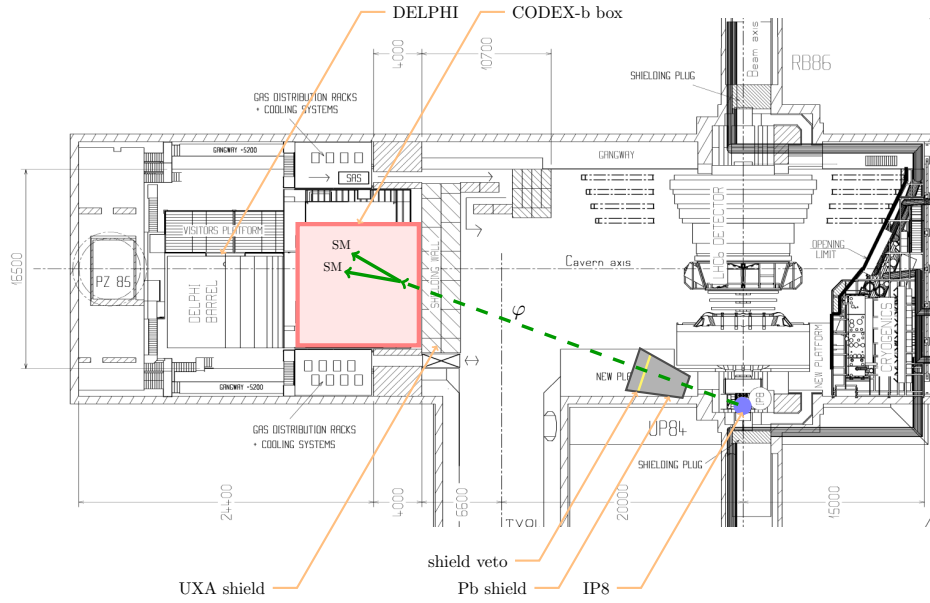 DELPHI
CODEX-b box
4000
10700
Beam axis
RB86
SHIELDING PLUG
GAS DISTRIBUTION RACKS
+ COOLING SYSTEMS
GANGWAY +5200
GANGWAY
SAS
VISITORS PLATFORM
SM
SM
SHIELDING WALL
LHCb DETECTOR
OPENING
LIMIT
16500
PZ 85
Cavern axis
DELPHI
BARREL
φ
CRYOGENICS
NEW PLATFORM
NEW PL
GANGWAY +5200
IP8
GAS DISTRIBUTION RACKS
+ COOLING SYSTEMS
UP84
SHIELDING PLUG
24400
4000
6600
20000
15000
shield veto
UXA shield
Pb shield
IP8